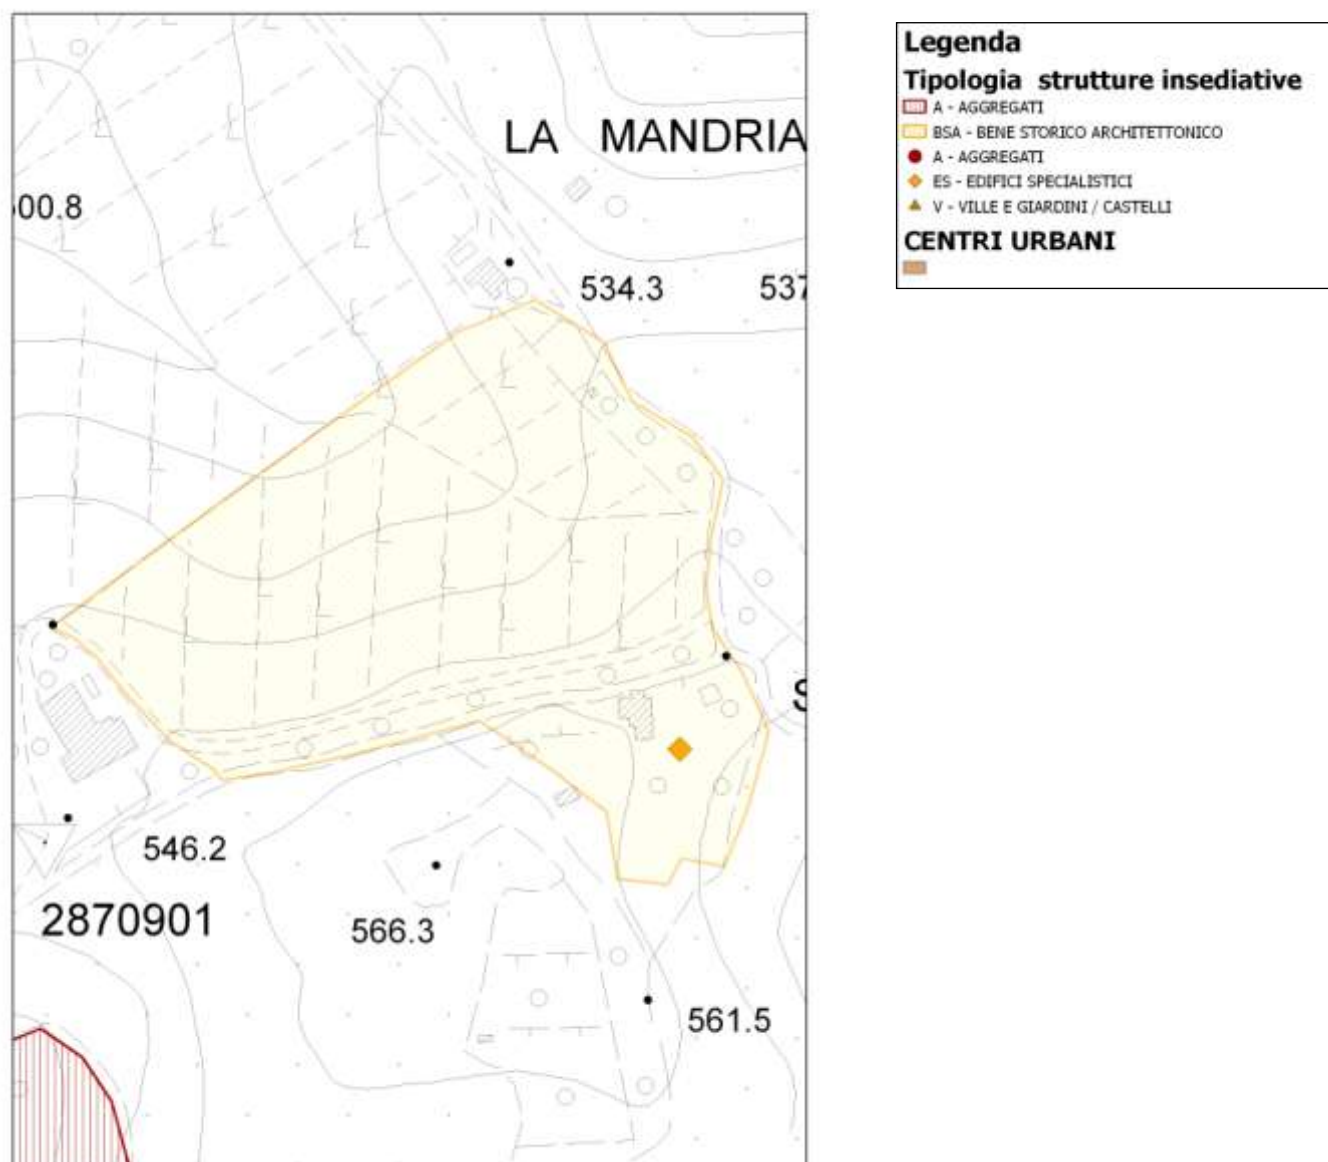 LA MANDRIA
00.8
534.3
537
546.2
2870901
566.3
561.5
S
Legenda
Tipologia strutture insediative
A - AGGREGATI
BSA - BENE STORICO ARCHITETTONICO
A - AGGREGATI
ES - EDIFICI SPECIALISTICI
V - VILLE E GIARDINI / CASTELLI
CENTRI URBANI